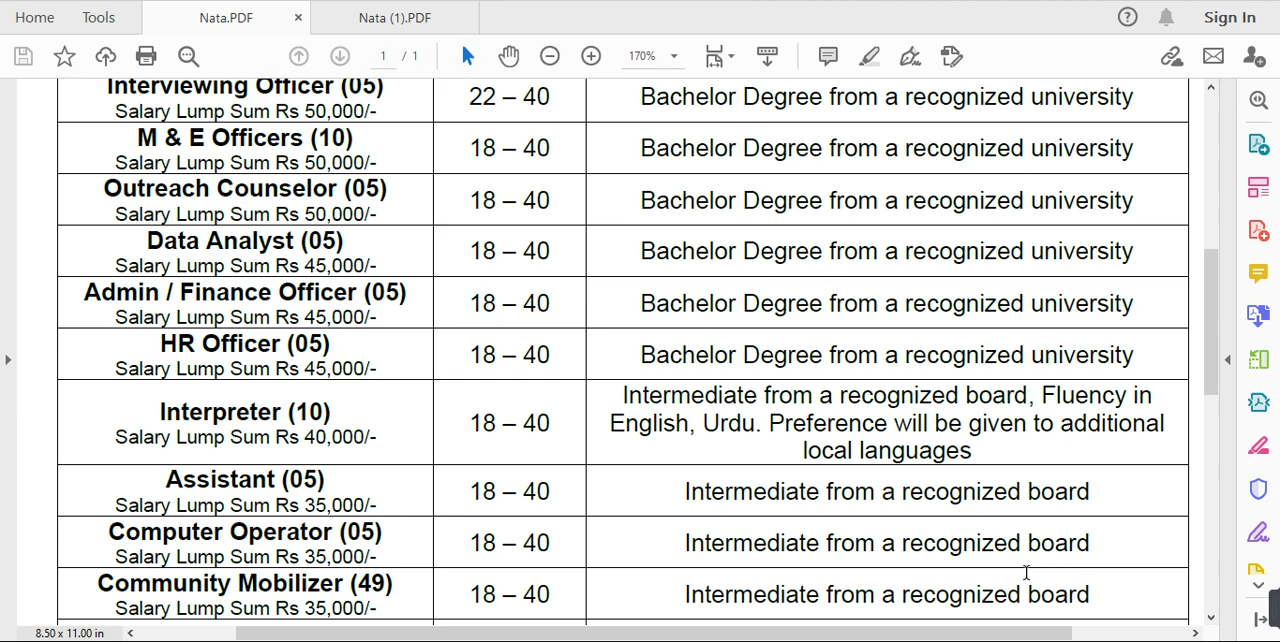 Home
Tools
Nata.PDF
×
Nata (1).PDF
?
Sign In
1 / 1
170%
Interviewing Officer (05)
Salary Lump Sum Rs 50,000/-
22 – 40
Bachelor Degree from a recognized university
M & E Officers (10)
Salary Lump Sum Rs 50,000/-
18 – 40
Bachelor Degree from a recognized university
Outreach Counselor (05)
Salary Lump Sum Rs 50,000/-
18 – 40
Bachelor Degree from a recognized university
Data Analyst (05)
Salary Lump Sum Rs 45,000/-
18 – 40
Bachelor Degree from a recognized university
Admin / Finance Officer (05)
Salary Lump Sum Rs 45,000/-
18 – 40
Bachelor Degree from a recognized university
HR Officer (05)
Salary Lump Sum Rs 45,000/-
18 – 40
Bachelor Degree from a recognized university
Interpreter (10)
Salary Lump Sum Rs 40,000/-
18 – 40
Intermediate from a recognized board, Fluency in
English, Urdu. Preference will be given to additional
local languages
Assistant (05)
Salary Lump Sum Rs 35,000/-
18 – 40
Intermediate from a recognized board
Computer Operator (05)
Salary Lump Sum Rs 35,000/-
18 – 40
Intermediate from a recognized board
Community Mobilizer (49)
Salary Lump Sum Rs 35,000/-
18 – 40
Intermediate from a recognized board
8.50 x 11.00 in